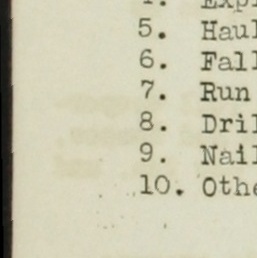 5. Haul
6. Fall
7. Run
8. Dril
9. Nail
10. Othe